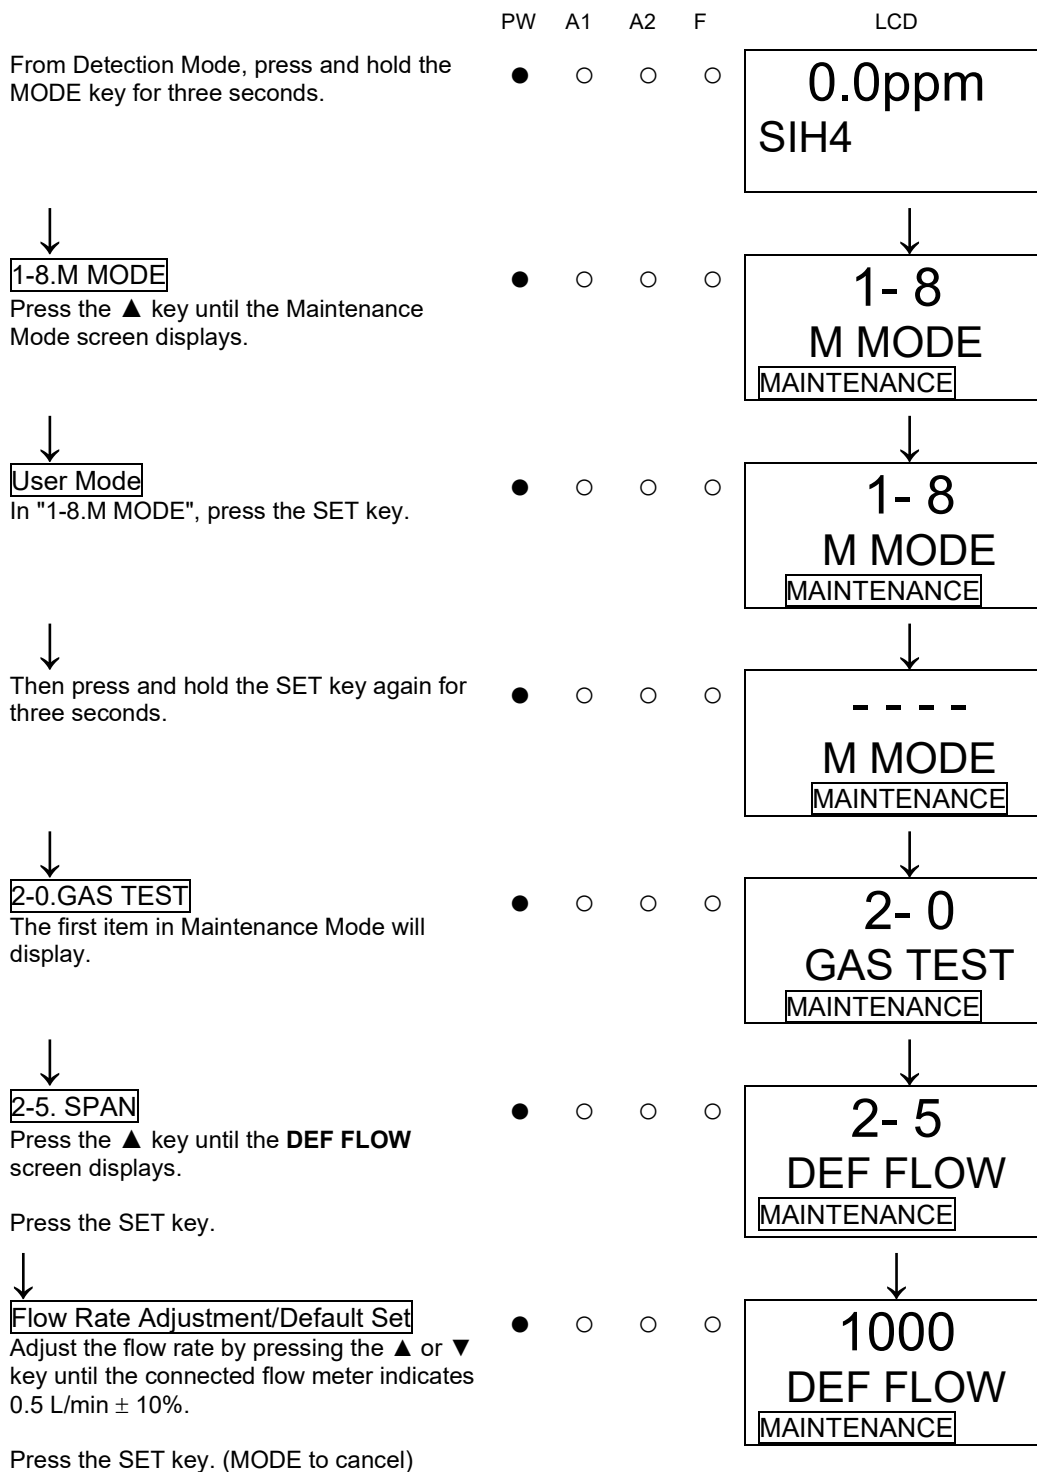 PW A1 A2 F LCD
From Detection Mode, press and hold the
MODE key for three seconds.
● ○ ○ ○
0.0ppm
SIH4
↓ ↓
1-8.M MODE
Press the ▲ key until the Maintenance
Mode screen displays.
● ○ ○ ○
1- 8
M MODE
MAINTENANCE
↓ ↓
User Mode
In "1-8.M MODE", press the SET key.
● ○ ○ ○
1- 8
M MODE
MAINTENANCE
↓ ↓
Then press and hold the SET key again for
three seconds.
● ○ ○ ○
- - - -
M MODE
MAINTENANCE
↓ ↓
2-0.GAS TEST
The first item in Maintenance Mode will
display.
● ○ ○ ○
2- 0
GAS TEST
MAINTENANCE
↓ ↓
2-5. SPAN
Press the ▲ key until the DEF FLOW
screen displays.
Press the SET key.
● ○ ○ ○
2- 5
DEF FLOW
MAINTENANCE
↓ ↓
Flow Rate Adjustment/Default Set
Adjust the flow rate by pressing the ▲ or ▼
key until the connected flow meter indicates
0.5 L/min ± 10%.
Press the SET key. (MODE to cancel)
● ○ ○ ○
1000
DEF FLOW
MAINTENANCE